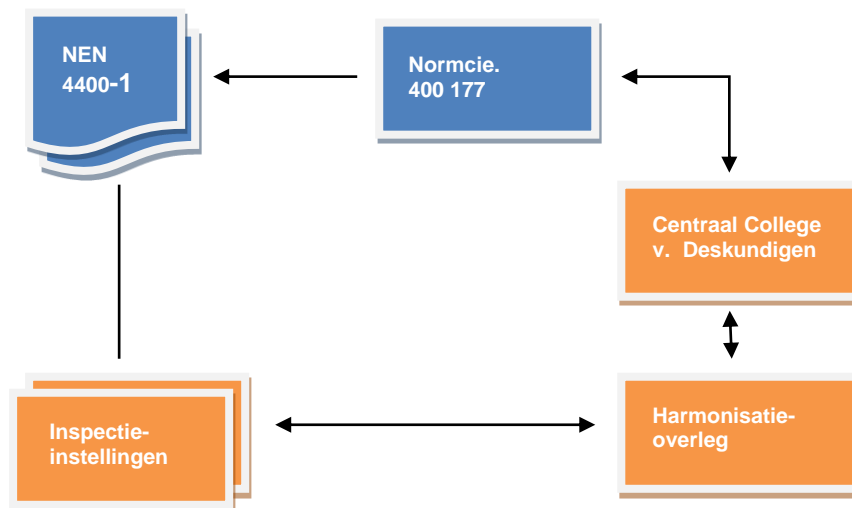 NEN
4400-1
Normcie.
400 177
Centraal College
v. Deskundigen
Inspectie-
instellingen
Harmonisatie-
overleg